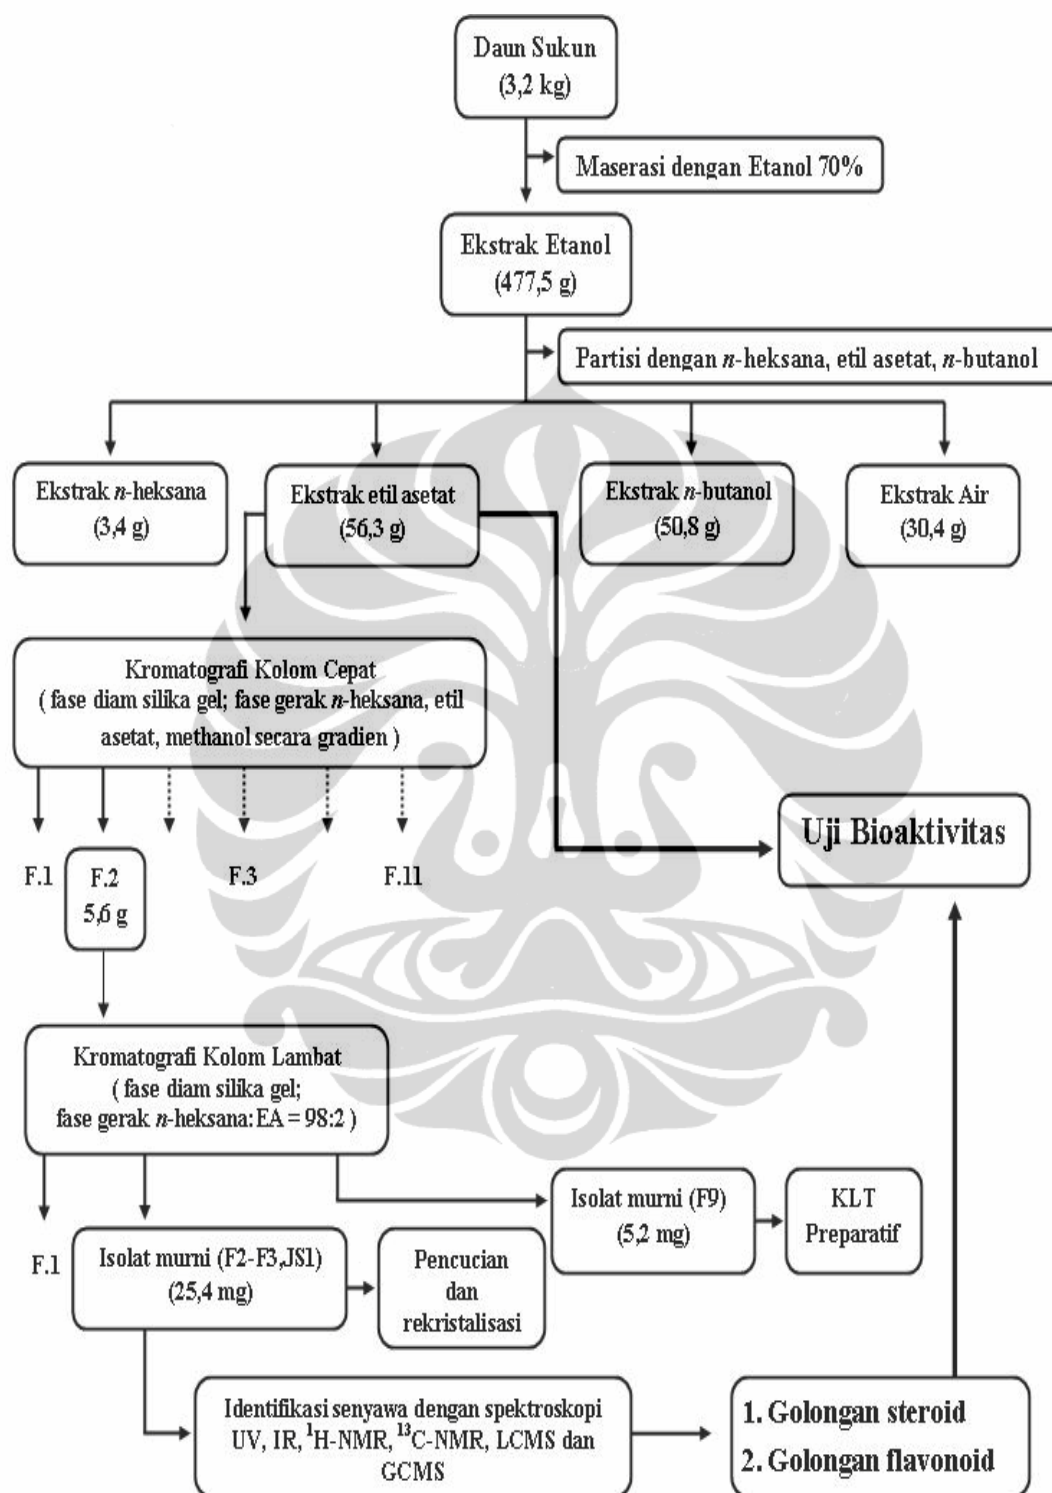 Daun Sukun
(3,2 kg)
Maserasi dengan Etanol 70%
Ekstrak Etanol
(477,5 g)
Partisi dengan n-heksana, etil asetat, n-butanol
Ekstrak n-heksana
(3,4 g)
Ekstrak etil asetat
(56,3 g)
Ekstrak n-butanol
(50,8 g)
Ekstrak Air
(30,4 g)
Kromatografi Kolom Cepat
( fase diam silika gel; fase gerak n-heksana, etil
asetat, methanol secara gradien )
Uji Bioaktivitas
F.1
F.2
5,6 g
F.3
F.11
Kromatografi Kolom Lambat
( fase diam silika gel;
fase gerak n-heksana: EA = 98:2 )
Isolat murni (F9)
(5,2 mg)
KLT
Preparatif
F.1
Isolat murni (F2-F3,JS1)
(25,4 mg)
Pencucian
dan
rekristalisasi
Identifikasi senyawa dengan spektroskopi
UV, IR, ¹H-NMR, ¹³C-NMR, LCMS dan
GCMS
1. Golongan steroid
2. Golongan flavonoid